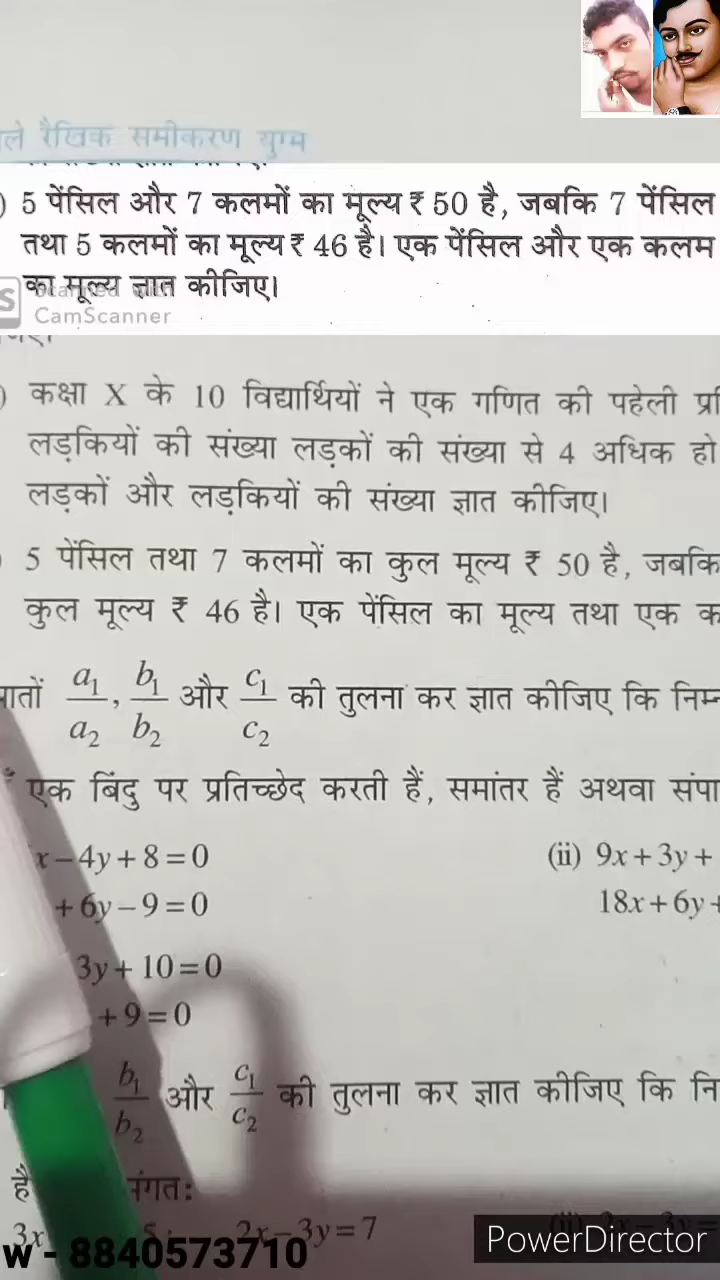 ले रैखिक समीकरण युग्म
) 5 पेंसिल और 7 कलमों का मूल्य ₹ 50 है, जबकि 7 पेंसिल
तथा 5 कलमों का मूल्य ₹ 46 है। एक पेंसिल और एक कलम
का मूल्य ज्ञात कीजिए।
Scanned with
CamScanner
) कक्षा X के 10 विद्यार्थियों ने एक गणित की पहेली प्रति
लड़कियों की संख्या लड़कों की संख्या से 4 अधिक हो
लड़कों और लड़कियों की संख्या ज्ञात कीजिए।
5 पेंसिल तथा 7 कलमों का कुल मूल्य ₹ 50 है, जबकि
कुल मूल्य ₹ 46 है। एक पेंसिल का मूल्य तथा एक क
पातों a₁/a₂, b₁/b₂ और c₁/c₂ की तुलना कर ज्ञात कीजिए कि निम्न
एक बिंदु पर प्रतिच्छेद करती हैं, समांतर हैं अथवा संपा
x – 4y + 8 = 0 (ii) 9x + 3y +
+ 6y – 9 = 0 18x + 6y +
3y + 10 = 0
+ 9 = 0
b₁/b₂ और c₁/c₂ की तुलना कर ज्ञात कीजिए कि नि
है
3x 2x – 3y = 7
w - 8840573710
PowerDirector